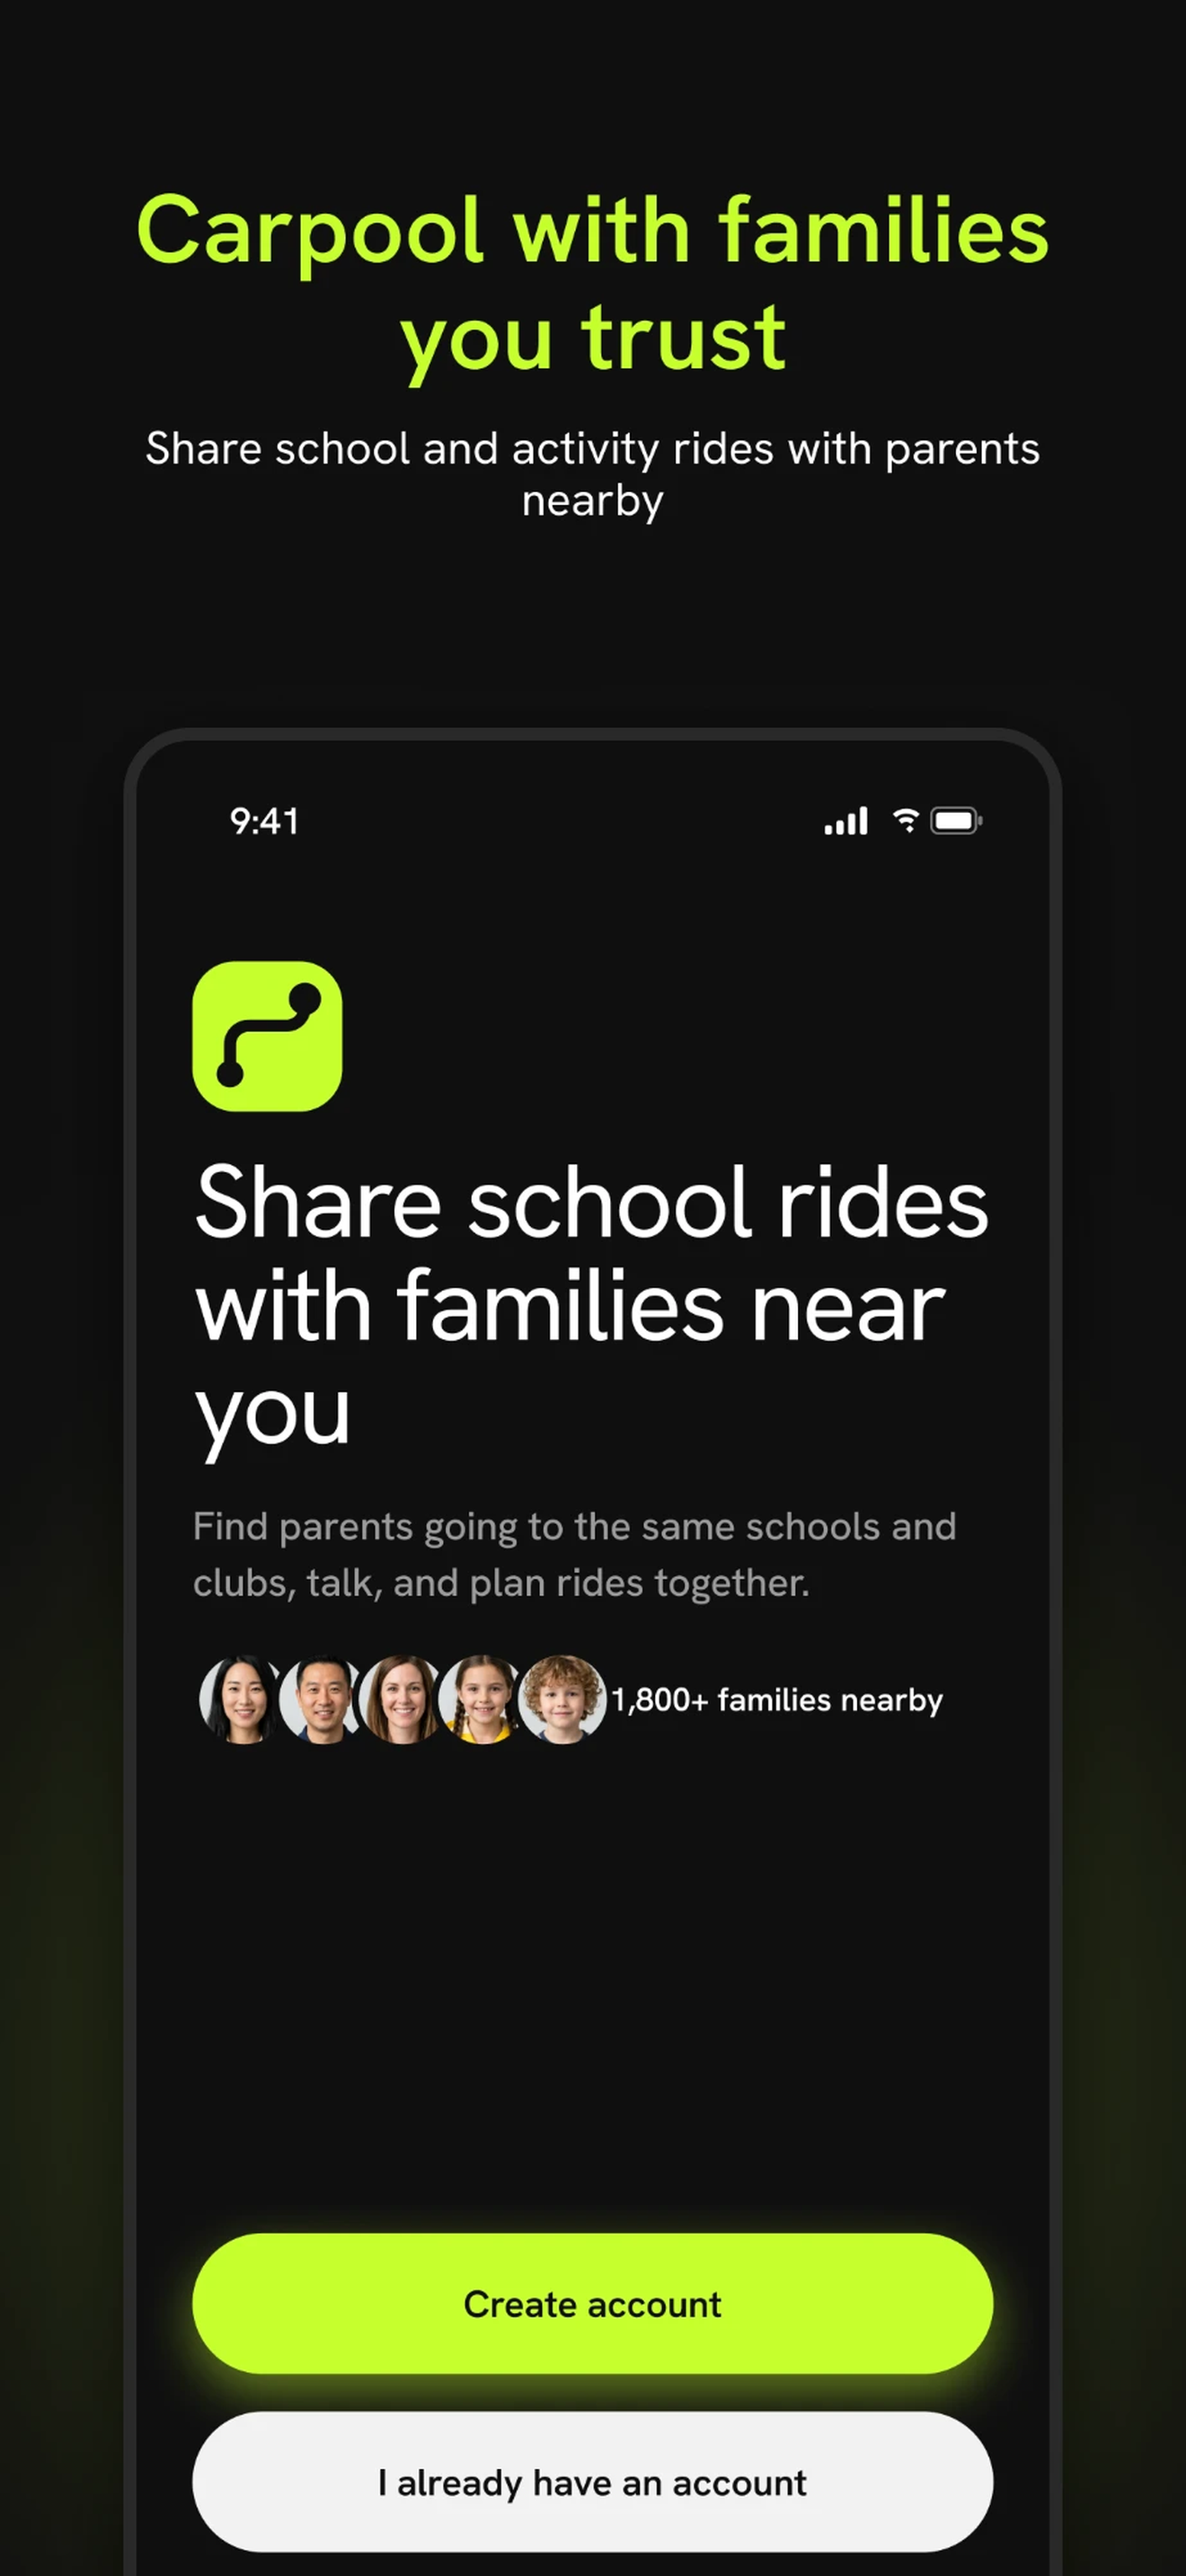 Carpool with families
you trust
Share school and activity rides with parents
nearby
9:41
Share school rides
with families near
you
Find parents going to the same schools and
clubs, talk, and plan rides together.
1,800+ families nearby
Create account
I already have an account